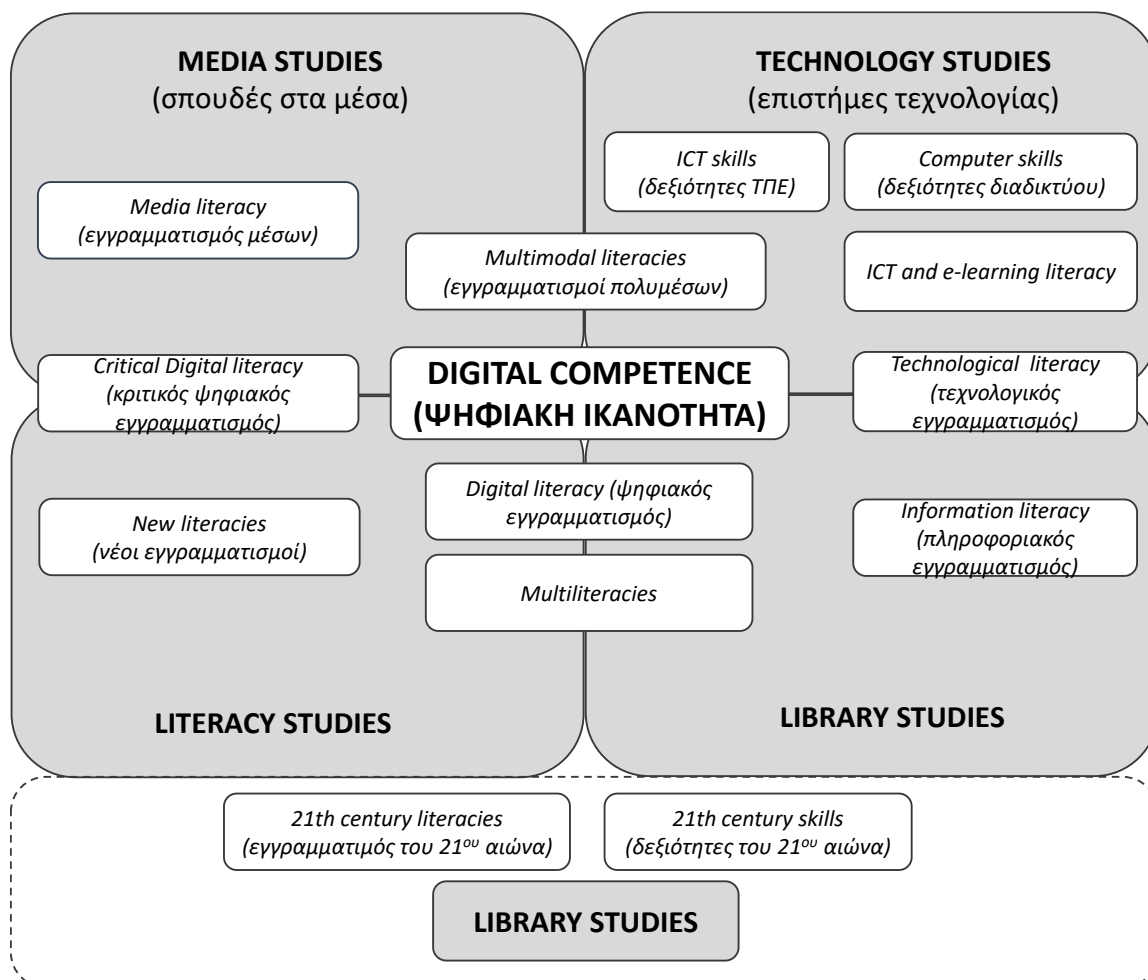 MEDIA STUDIES
(σπουδές στα μέσα)
TECHNOLOGY STUDIES
(επιστήμες τεχνολογίας)
ICT skills
(δεξιότητες ΤΠΕ)
Computer skills
(δεξιότητες διαδικτύου)
Media literacy
(εγγραμματισμός μέσων)
Multimodal literacies
(εγγραμματισμοί πολυμέσων)
ICT and e-learning literacy
Critical Digital literacy
(κριτικός ψηφιακός
εγγραμματισμός)
DIGITAL COMPETENCE
(ΨΗΦΙΑΚΗ ΙΚΑΝΟΤΗΤΑ)
Technological literacy
(τεχνολογικός
εγγραμματισμός)
Digital literacy (ψηφιακός
εγγραμματισμός)
New literacies
(νέοι εγγραμματισμοί)
Information literacy
(πληροφοριακός
εγγραμματισμός)
Multiliteracies
LITERACY STUDIES
LIBRARY STUDIES
21th century literacies
(εγγραμματιμός του 21ου αιώνα)
21th century skills
(δεξιότητες του 21ου αιώνα)
LIBRARY STUDIES